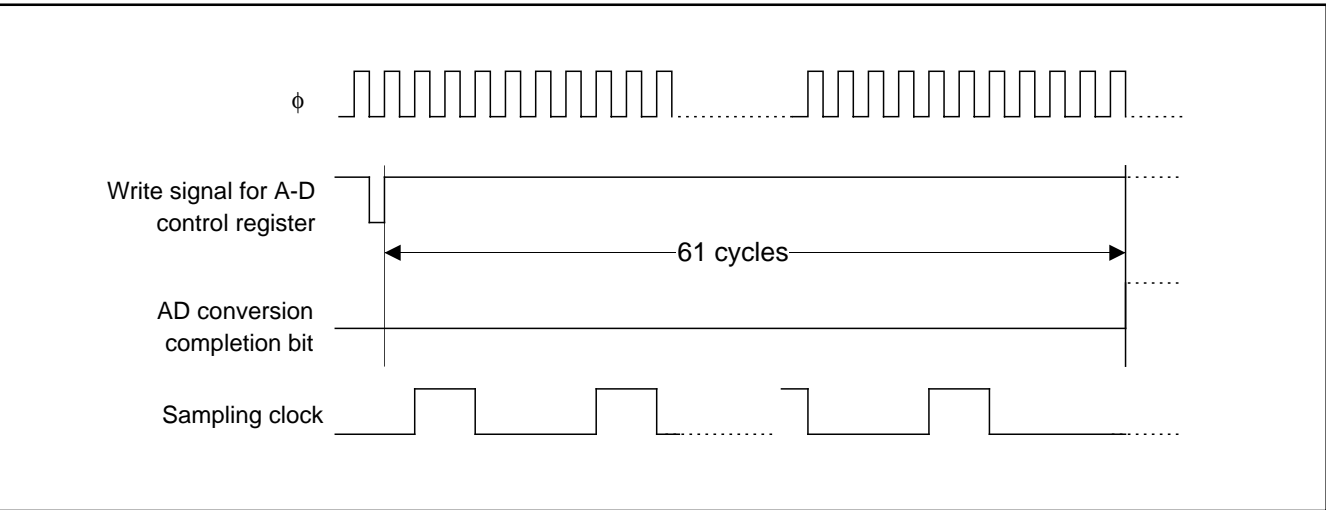 ϕ
Write signal for A-D
control register
61 cycles
AD conversion
completion bit
Sampling clock